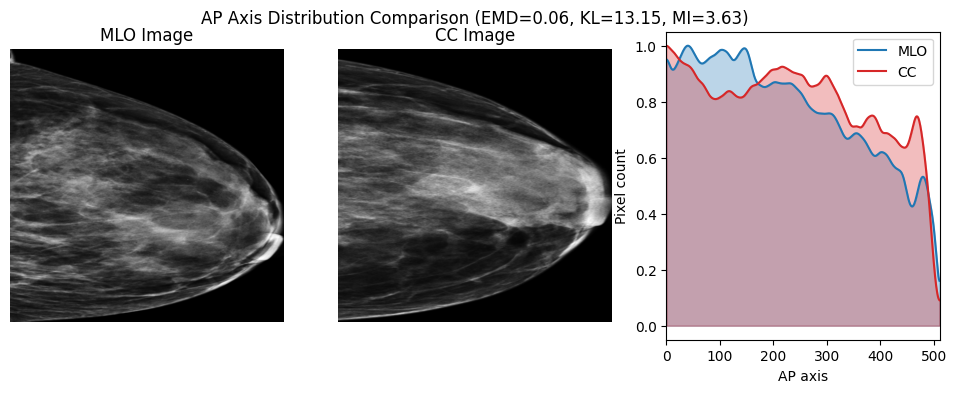 AP Axis Distribution Comparison (EMD=0.06, KL=13.15, MI=3.63)
MLO Image
CC Image
MLO
CC
Pixel count
1.0
0.8
0.6
0.4
0.2
0.0
0 100 200 300 400 500
AP axis